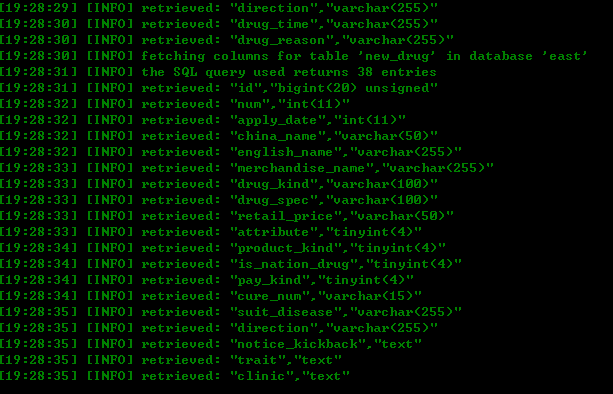 [19:28:29] [INFO] retrieved: "direction","varchar(255)"
[19:28:30] [INFO] retrieved: "drug_time","varchar(255)"
[19:28:30] [INFO] retrieved: "drug_reason","varchar(255)"
[19:28:30] [INFO] fetching columns for table 'new_drug' in database 'east'
[19:28:31] [INFO] the SQL query used returns 38 entries
[19:28:31] [INFO] retrieved: "id","bigint(20) unsigned"
[19:28:32] [INFO] retrieved: "num","int(11)"
[19:28:32] [INFO] retrieved: "apply_date","int(11)"
[19:28:32] [INFO] retrieved: "china_name","varchar(50)"
[19:28:32] [INFO] retrieved: "english_name","varchar(255)"
[19:28:33] [INFO] retrieved: "merchandise_name","varchar(255)"
[19:28:33] [INFO] retrieved: "drug_kind","varchar(100)"
[19:28:33] [INFO] retrieved: "drug_spec","varchar(100)"
[19:28:33] [INFO] retrieved: "retail_price","varchar(50)"
[19:28:33] [INFO] retrieved: "attribute","tinyint(4)"
[19:28:34] [INFO] retrieved: "product_kind","tinyint(4)"
[19:28:34] [INFO] retrieved: "is_nation_drug","tinyint(4)"
[19:28:34] [INFO] retrieved: "pay_kind","tinyint(4)"
[19:28:34] [INFO] retrieved: "cure_num","varchar(15)"
[19:28:35] [INFO] retrieved: "suit_disease","varchar(255)"
[19:28:35] [INFO] retrieved: "direction","varchar(255)"
[19:28:35] [INFO] retrieved: "notice_kickback","text"
[19:28:35] [INFO] retrieved: "trait","text"
[19:28:35] [INFO] retrieved: "clinic","text"